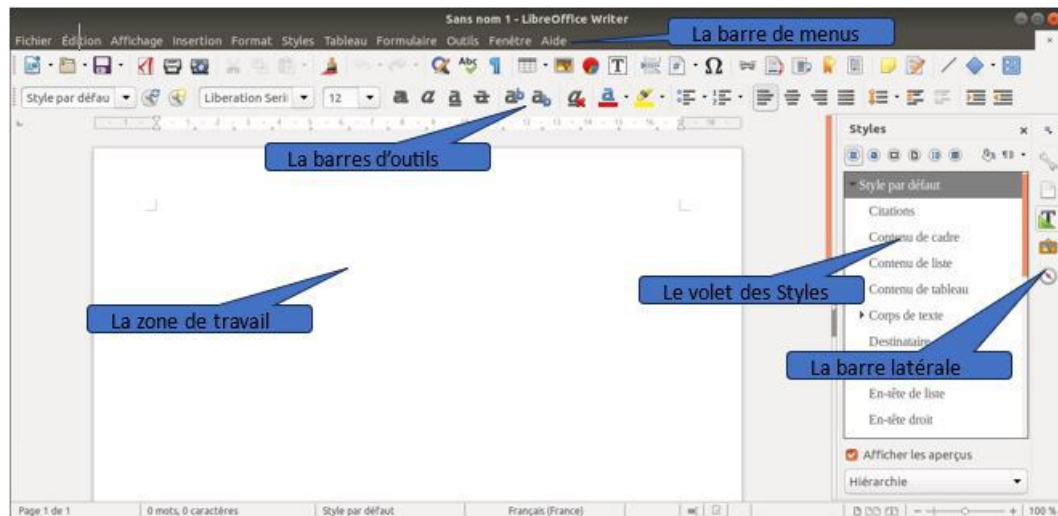 Sans nom 1 - LibreOffice Writer
Fichier Édition Affichage Insertion Format Styles Tableau Formulaire Outils Fenêtre Aide
La barre de menus
Style par défau
Liberation Seri
12
Styles
La barres d'outils
Style par défaut
Citations
Contenu de cadre
Contenu de liste
Le volet des Styles
Contenu de tableau
La zone de travail
Corps de texte
Destinataire
La barre latérale
En-tête de liste
En-tête droit
Afficher les aperçus
Hiérarchie
Page 1 de 1
0 mots, 0 caractères
Style par défaut
Français (France)
100 %